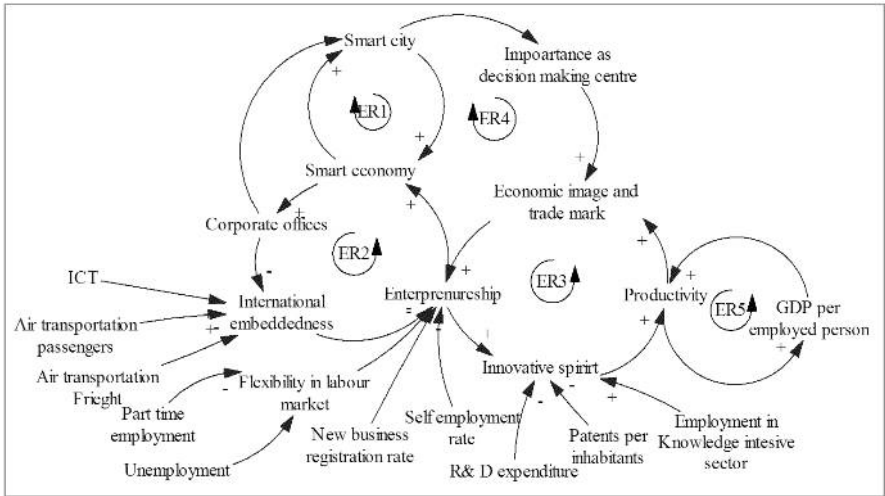 Smart city
Impoartance as
decision making centre
+
ER1
ER4
+
+
Smart economy
Economic image and
trade mark
+
+
Corporate offices
+
ER2
-
ICT
+
ER3
+
International
embeddedness
Enterprenureship
Productivity
ER5
GDP per
employed person
Air transportation
passengers
+
-
-
-
+
+
Air transportation
Frieght
-
Flexibility in labour
market
Innovative spirirt
-
-
+
Part time
employment
New business
registration rate
Self employment
rate
Patents per
inhabitants
Employment in
Knowledge intesive
sector
Unemployment
R& D expenditure